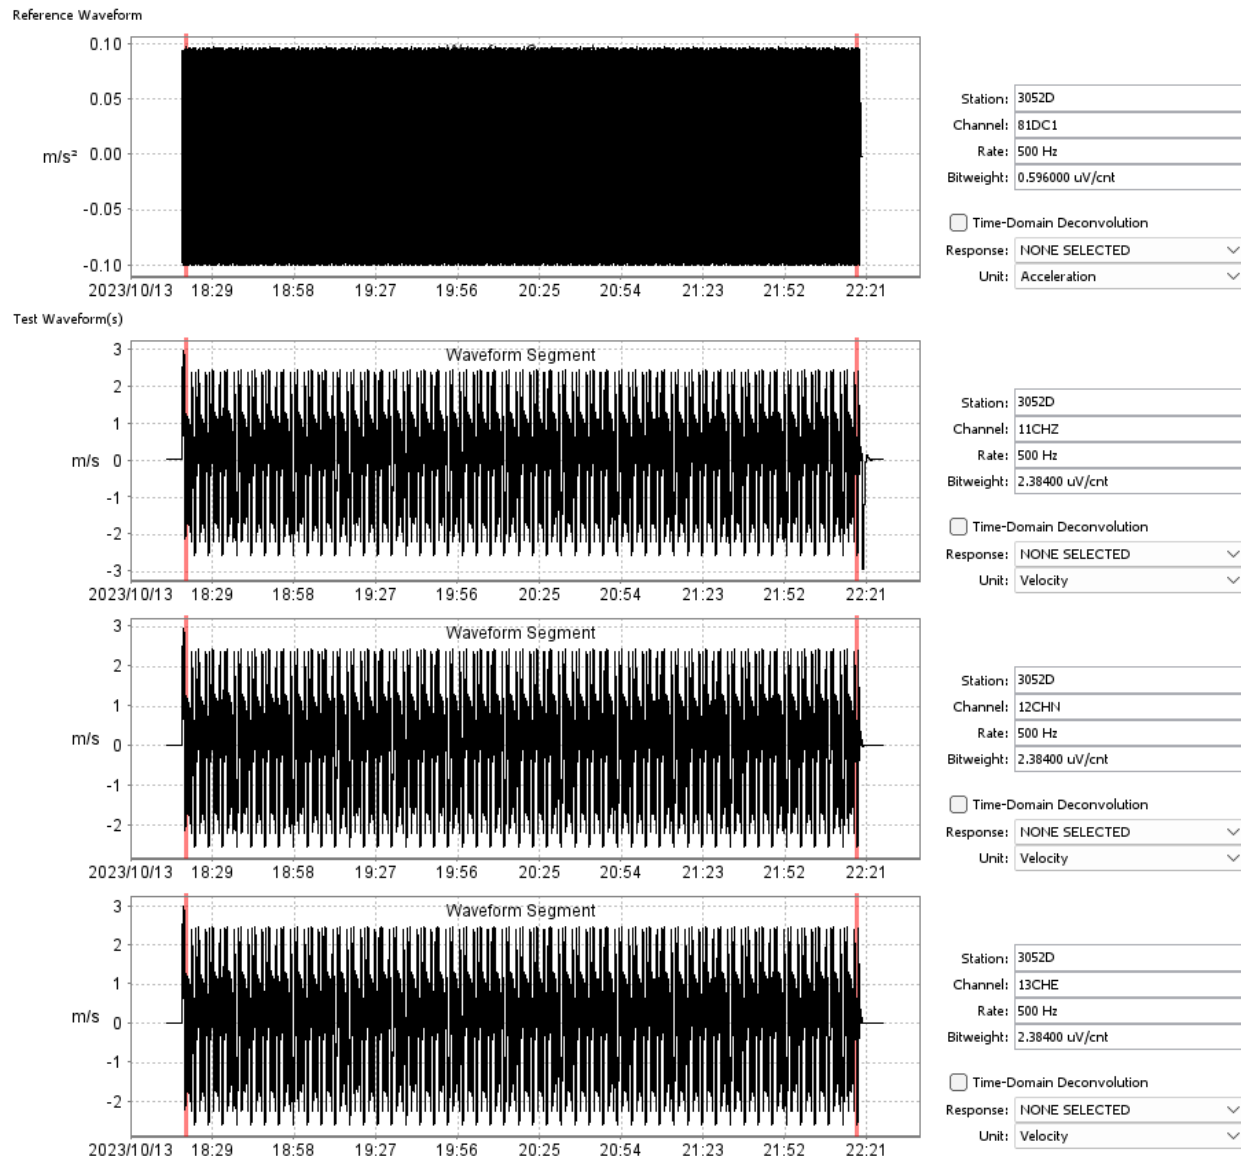 Reference Waveform
0.10
0.05
m/s² 0.00
-0.05
-0.10
2023/10/13 18:29 18:58 19:27 19:56 20:25 20:54 21:23 21:52 22:21
Station: 3052D
Channel: 81DC1
Rate: 500 Hz
Bitweight: 0.596000 uV/cnt
Time-Domain Deconvolution
Response: NONE SELECTED
Unit: Acceleration
Test Waveform(s)
Waveform Segment
3
2
1
m/s 0
-1
-2
-3
2023/10/13 18:29 18:58 19:27 19:56 20:25 20:54 21:23 21:52 22:21
Station: 3052D
Channel: 11CHZ
Rate: 500 Hz
Bitweight: 2.38400 uV/cnt
Time-Domain Deconvolution
Response: NONE SELECTED
Unit: Velocity
Waveform Segment
3
2
1
m/s 0
-1
-2
2023/10/13 18:29 18:58 19:27 19:56 20:25 20:54 21:23 21:52 22:21
Station: 3052D
Channel: 12CHN
Rate: 500 Hz
Bitweight: 2.38400 uV/cnt
Time-Domain Deconvolution
Response: NONE SELECTED
Unit: Velocity
Waveform Segment
3
2
1
m/s 0
-1
-2
2023/10/13 18:29 18:58 19:27 19:56 20:25 20:54 21:23 21:52 22:21
Station: 3052D
Channel: 13CHE
Rate: 500 Hz
Bitweight: 2.38400 uV/cnt
Time-Domain Deconvolution
Response: NONE SELECTED
Unit: Velocity